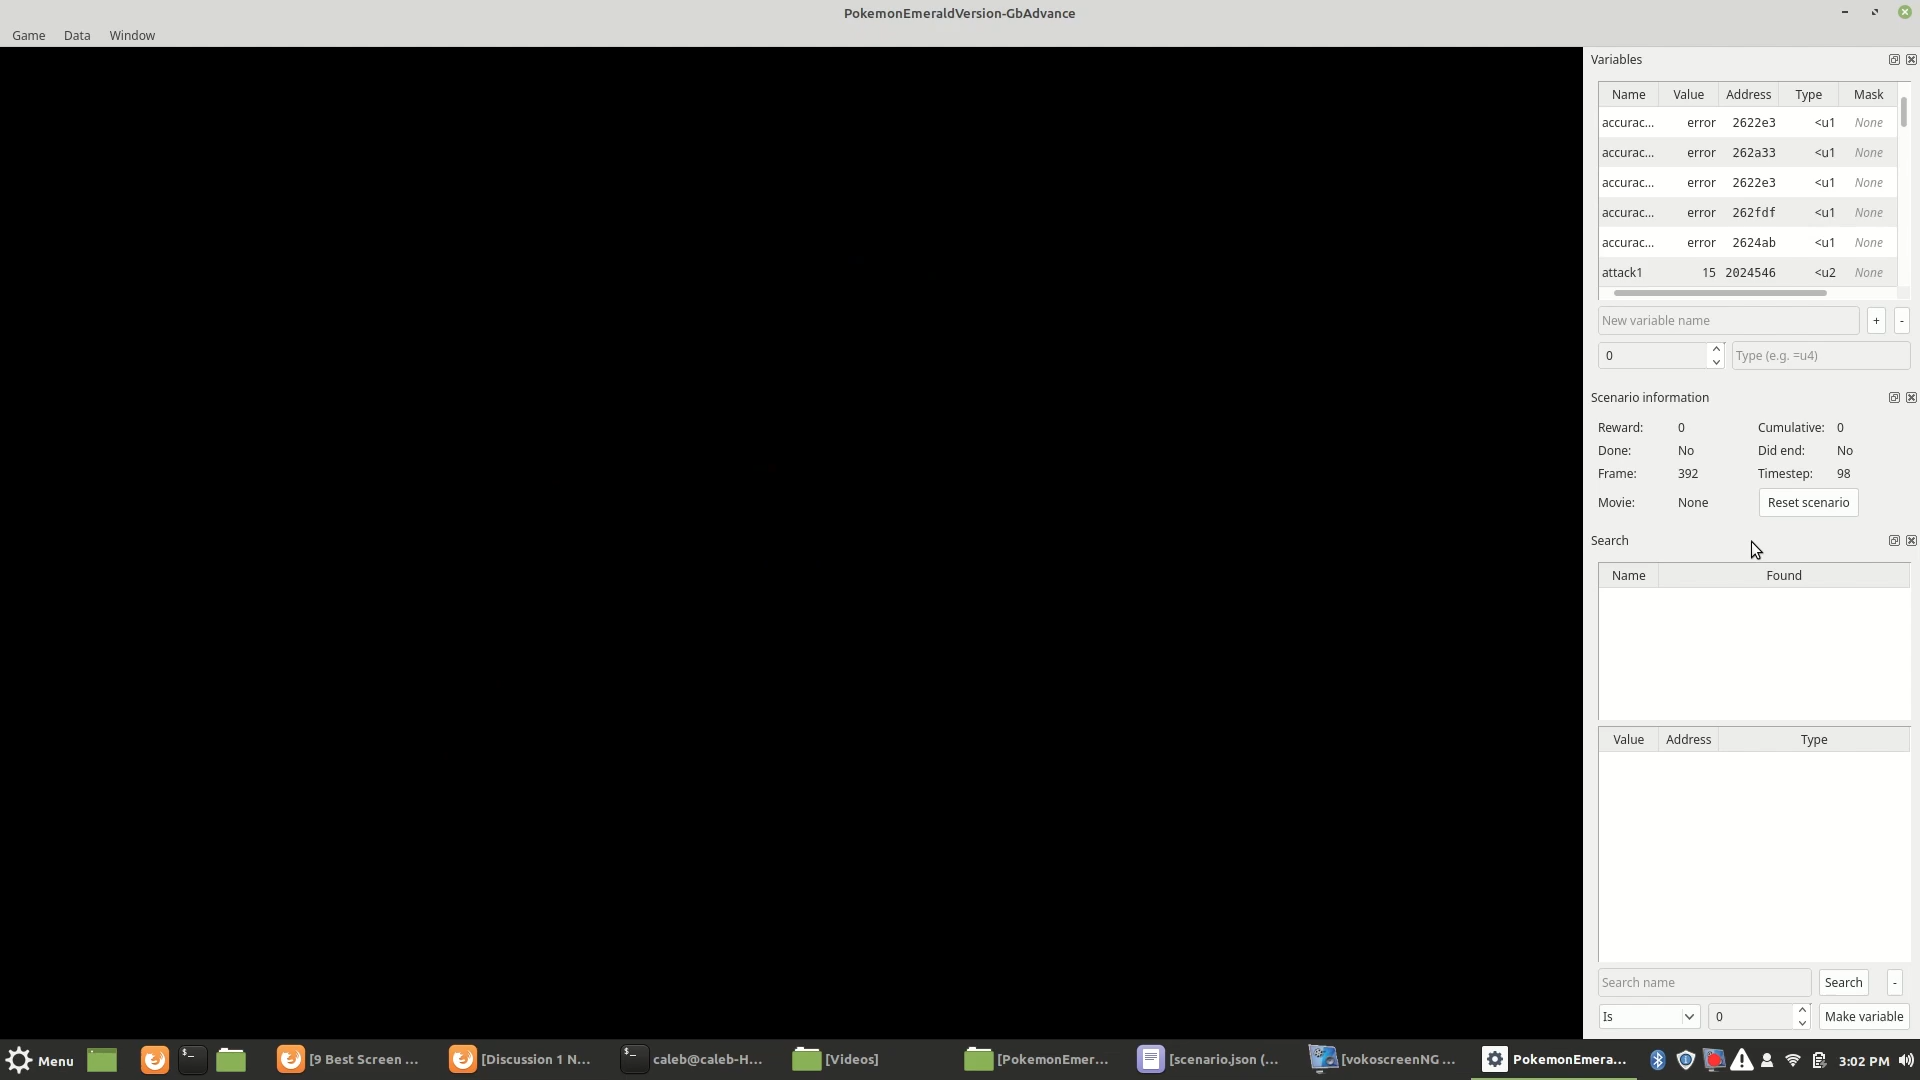 PokemonEmeraldVersion-GbAdvance
Game Data Window
Variables
Name Value Address Type Mask
accurac... error 2622e3 <u1 None
accurac... error 262a33 <u1 None
accurac... error 2622e3 <u1 None
accurac... error 262fdf <u1 None
accurac... error 2624ab <u1 None
attack1 15 2024546 <u2 None
New variable name + -
0 Type (e.g. =u4)
Scenario information
Reward: 0 Cumulative: 0
Done: No Did end: No
Frame: 392 Timestep: 98
Movie: None Reset scenario
Search
Name Found
Value Address Type
Search name Search -
Is 0 Make variable
Menu [9 Best Screen ... [Discussion 1 N... caleb@caleb-H... [Videos] [PokemonEmer... [scenario.json (... [vokoscreenNG ... PokemonEmera... 3:02 PM